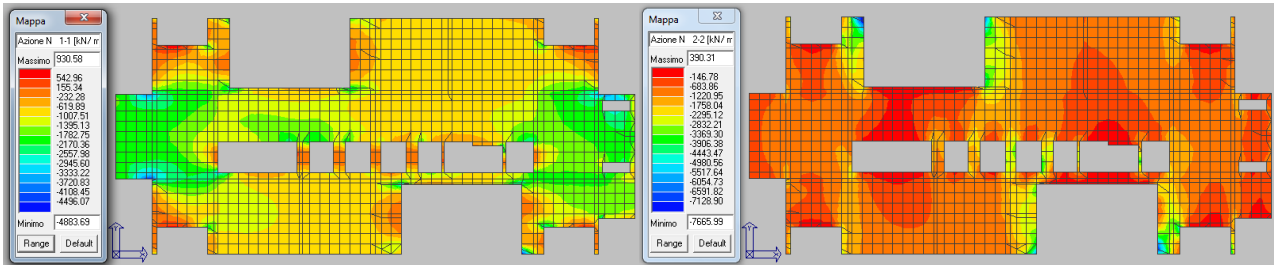 Mappa
Azione N 1-1 [kN/ m
Massimo 930.58
542.96
155.34
-232.28
-619.89
-1007.51
-1395.13
-1782.75
-2170.36
-2557.98
-2945.60
-3333.22
-3720.83
-4108.45
-4496.07
Minimo -4883.69
Range Default
Mappa
Azione N 2-2 [kN/ m
Massimo 390.31
-146.78
-683.86
-1220.95
-1758.04
-2295.12
-2832.21
-3369.30
-3906.38
-4443.47
-4980.56
-5517.64
-6054.73
-6591.82
-7128.90
Minimo -7665.99
Range Default